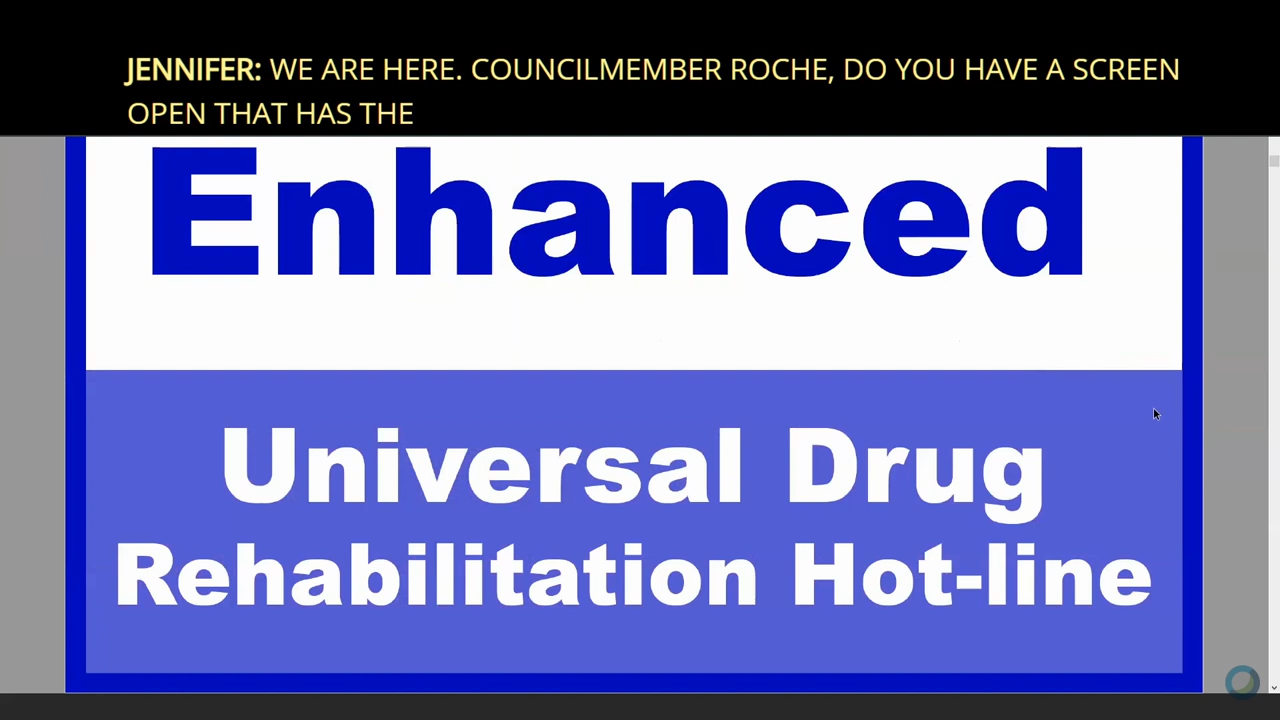 JENNIFER: WE ARE HERE. COUNCILMEMBER ROCHE, DO YOU HAVE A SCREEN
OPEN THAT HAS THE
Enhanced
Universal Drug
Rehabilitation Hot-line